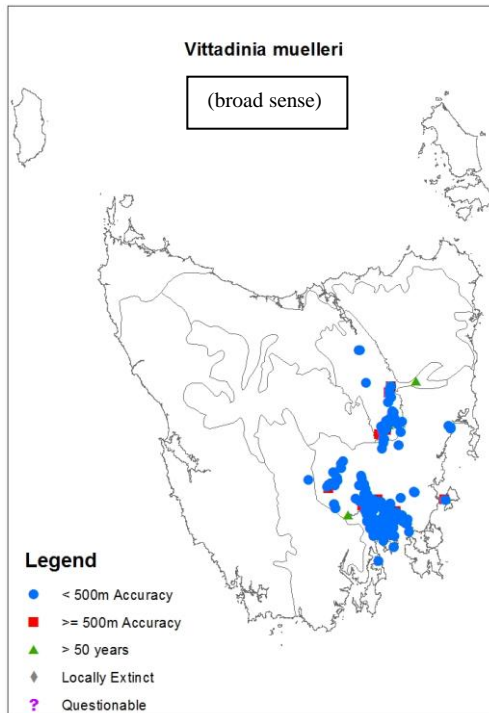 Vittadinia muelleri
(broad sense)
Legend
< 500m Accuracy
>= 500m Accuracy
> 50 years
Locally Extinct
? Questionable